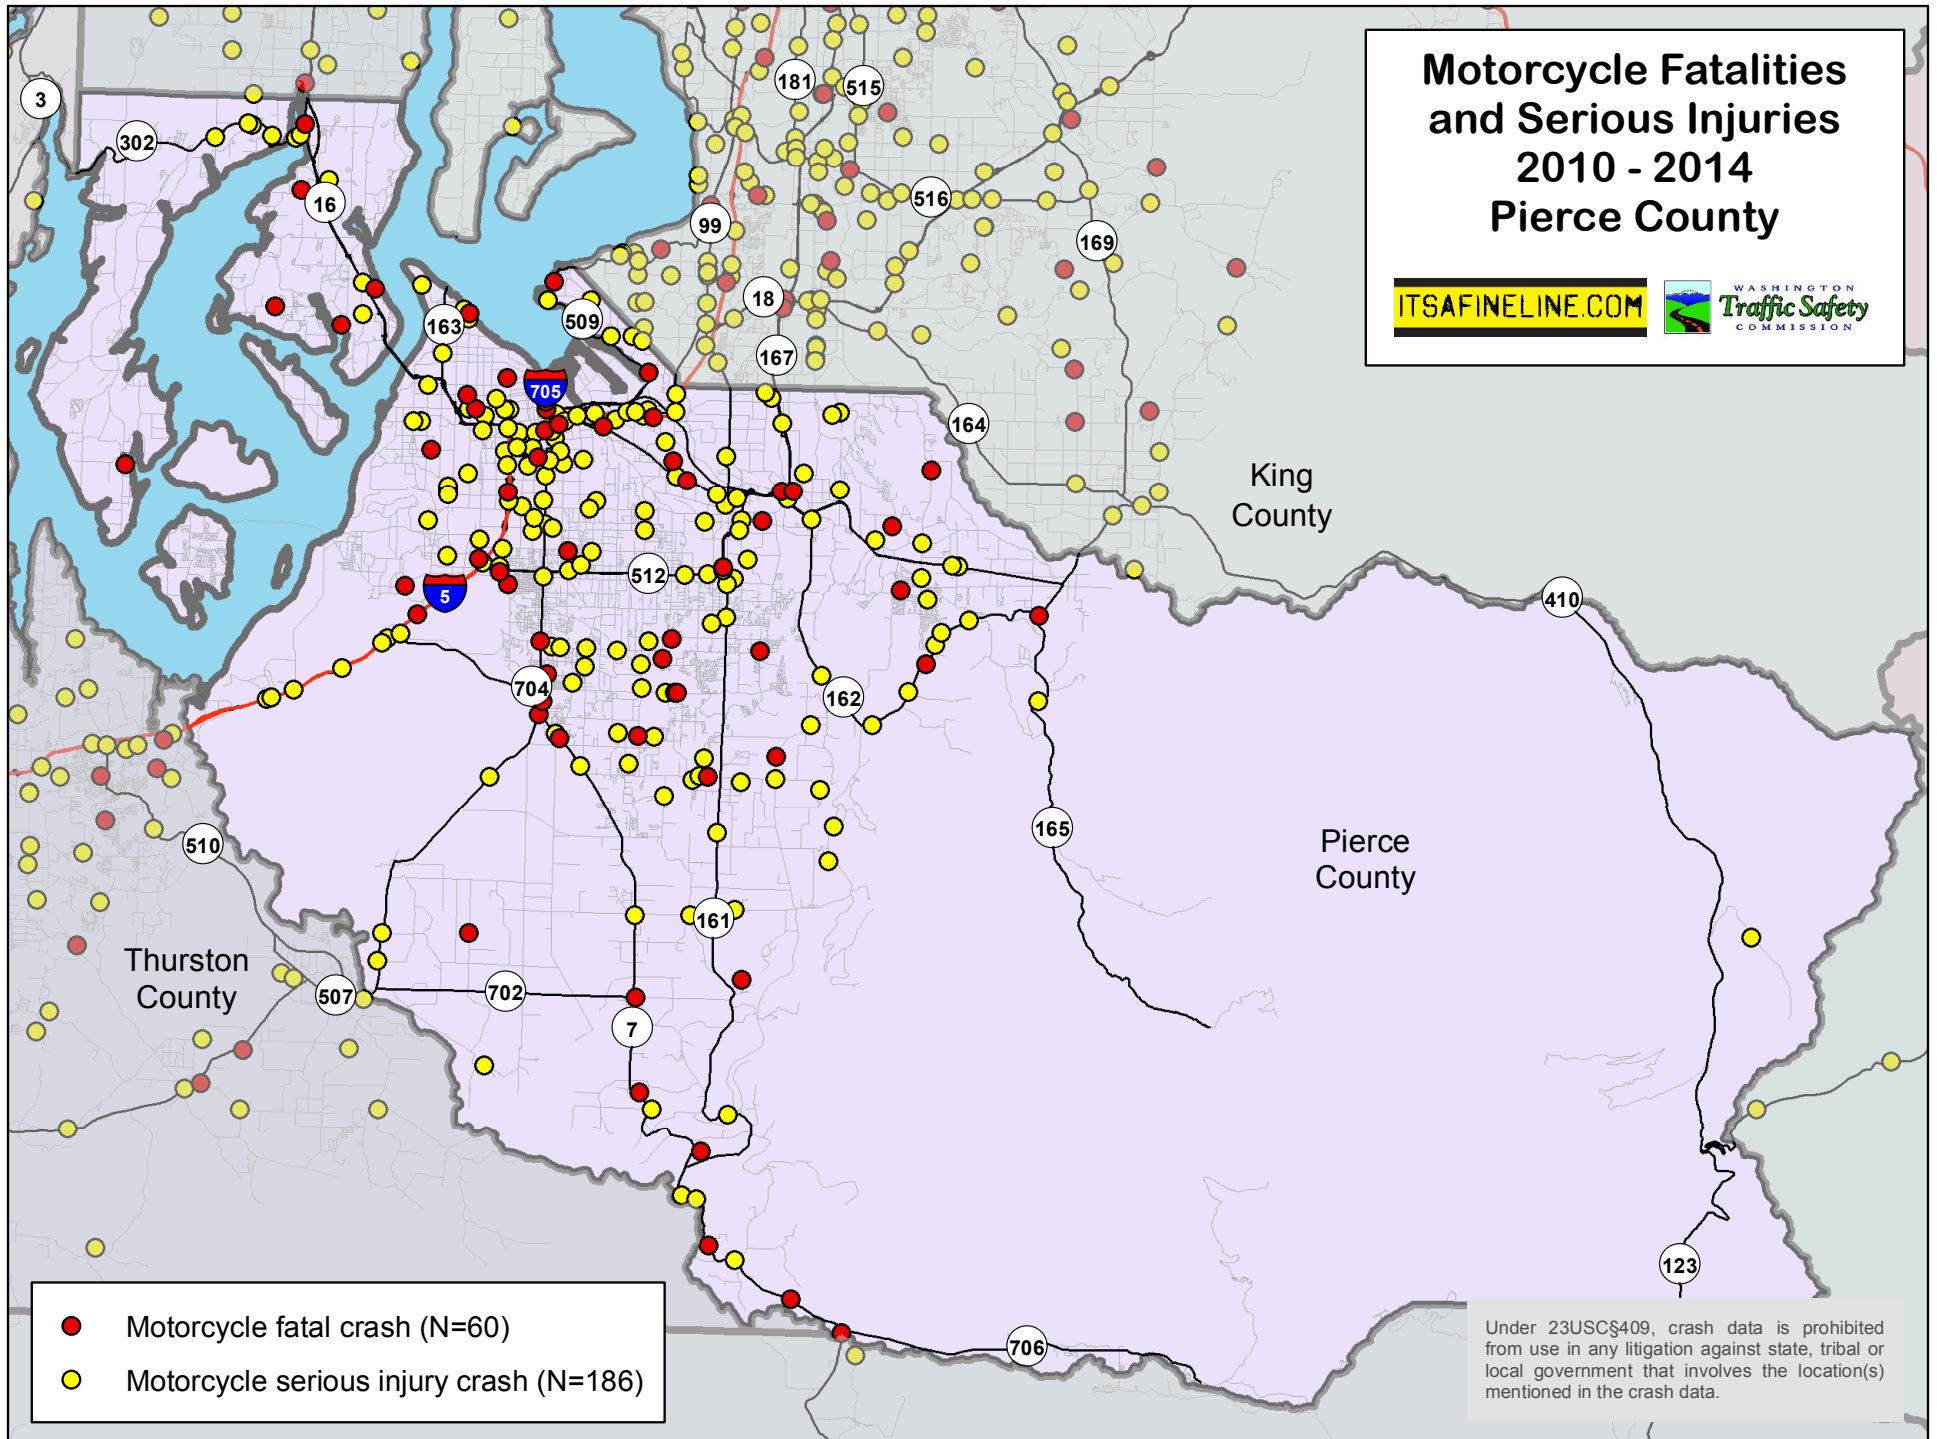 Motorcycle Fatalities
and Serious Injuries
2010 - 2014
Pierce County
ITSAFINELINE.COM
WASHINGTON
Traffic Safety
COMMISSION
3
302
16
163
509
705
99
181
515
516
169
18
167
164
King
County
410
512
5
704
162
165
Pierce
County
510
161
Thurston
County
507
702
7
123
706
Motorcycle fatal crash (N=60)
Motorcycle serious injury crash (N=186)
Under 23USC§409, crash data is prohibited
from use in any litigation against state, tribal or
local government that involves the location(s)
mentioned in the crash data.